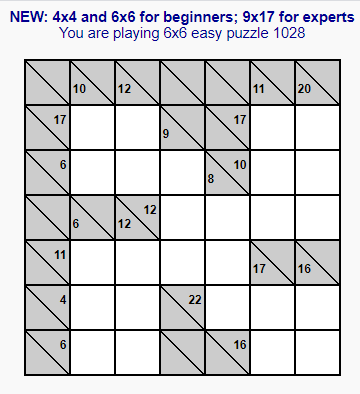 NEW: 4x4 and 6x6 for beginners; 9x17 for experts
You are playing 6x6 easy puzzle 1028
10 12 11 20
17 9 17
6 8 10
6 12 12
11 17 16
4 22
6 16